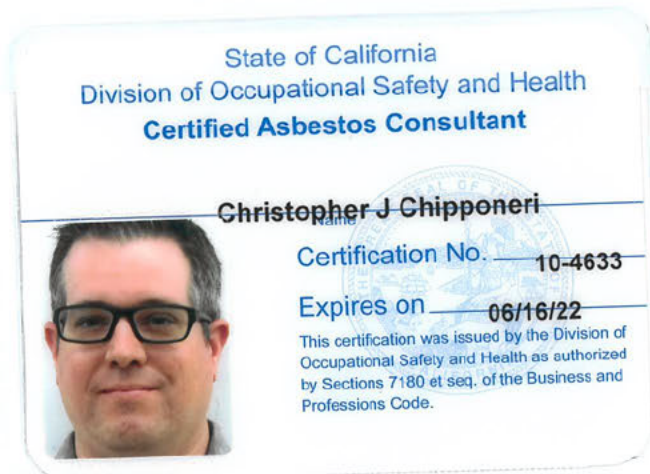 State of California
Division of Occupational Safety and Health
Certified Asbestos Consultant
Christopher J Chipponeri
Name
Certification No. 10-4633
Expires on 06/16/22
This certification was issued by the Division of
Occupational Safety and Health as authorized
by Sections 7180 et seq. of the Business and
Professions Code.